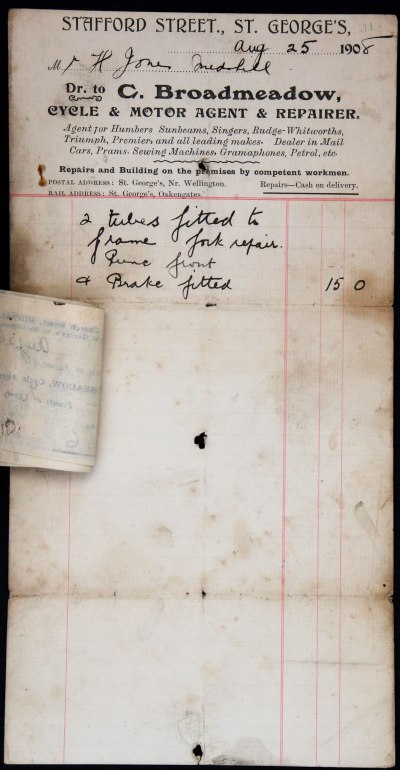 STAFFORD STREET., ST. GEORGE'S,
Aug 25 1908
Mr H Jones
Dr. to C. Broadmeadow,
CYCLE & MOTOR AGENT & REPAIRER.
Agent for Humbers Sunbeams, Singers, Rudge-Whitworths,
Triumph, Premiers and all leading makes. Dealer in Mail
Cars, Prams. Sewing Machines, Gramaphones, Petrol, etc.
Repairs and Building on the premises by competent workmen.
POSTAL ADDRESS: St. George's, Nr. Wellington. Repairs—Cash on delivery.
RAIL ADDRESS: St. George's, Oakengates.
2 tubes fitted to
frame fork repair.
Punc front
& Brake fitted 15 0